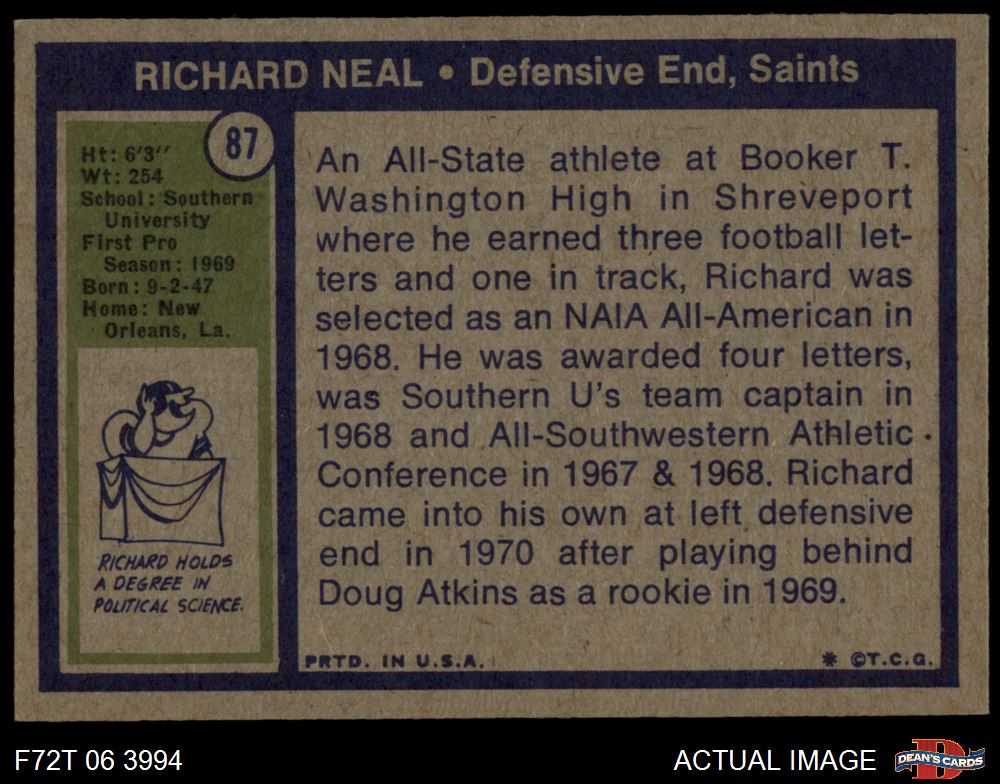 RICHARD NEAL • Defensive End, Saints
87
Ht: 6'3''
Wt: 254
School: Southern
University
First Pro
Season: 1969
Born: 9-2-47
Home: New
Orleans, La.
RICHARD HOLDS
A DEGREE IN
POLITICAL SCIENCE.
An All-State athlete at Booker T.
Washington High in Shreveport
where he earned three football let-
ters and one in track, Richard was
selected as an NAIA All-American in
1968. He was awarded four letters,
was Southern U's team captain in
1968 and All-Southwestern Athletic
Conference in 1967 & 1968. Richard
came into his own at left defensive
end in 1970 after playing behind
Doug Atkins as a rookie in 1969.
PRTD. IN U.S.A.
* ©T.C.G.
F72T 06 3994
ACTUAL IMAGE
DEAN'S CARDS